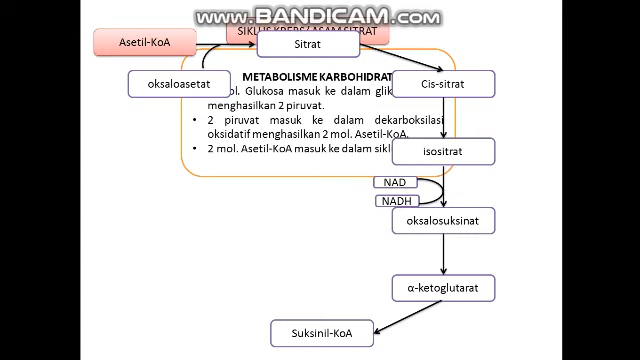 www.BANDICAM.com
SIKLUS KREBS/ ASAM SITRAT
Asetil-KoA
Sitrat
oksaloasetat
METABOLISME KARBOHIDRAT
Cis-sitrat
mol. Glukosa masuk ke dalam
menghasilkan 2 piruvat.
• 2 piruvat masuk ke dalam dekarboksilasi
oksidatif menghasilkan 2 mol. Asetil-KoA.
• 2 mol. Asetil-KoA masuk ke dalam
isositrat
NAD
NADH
oksalosuksinat
α-ketoglutarat
Suksinil-KoA